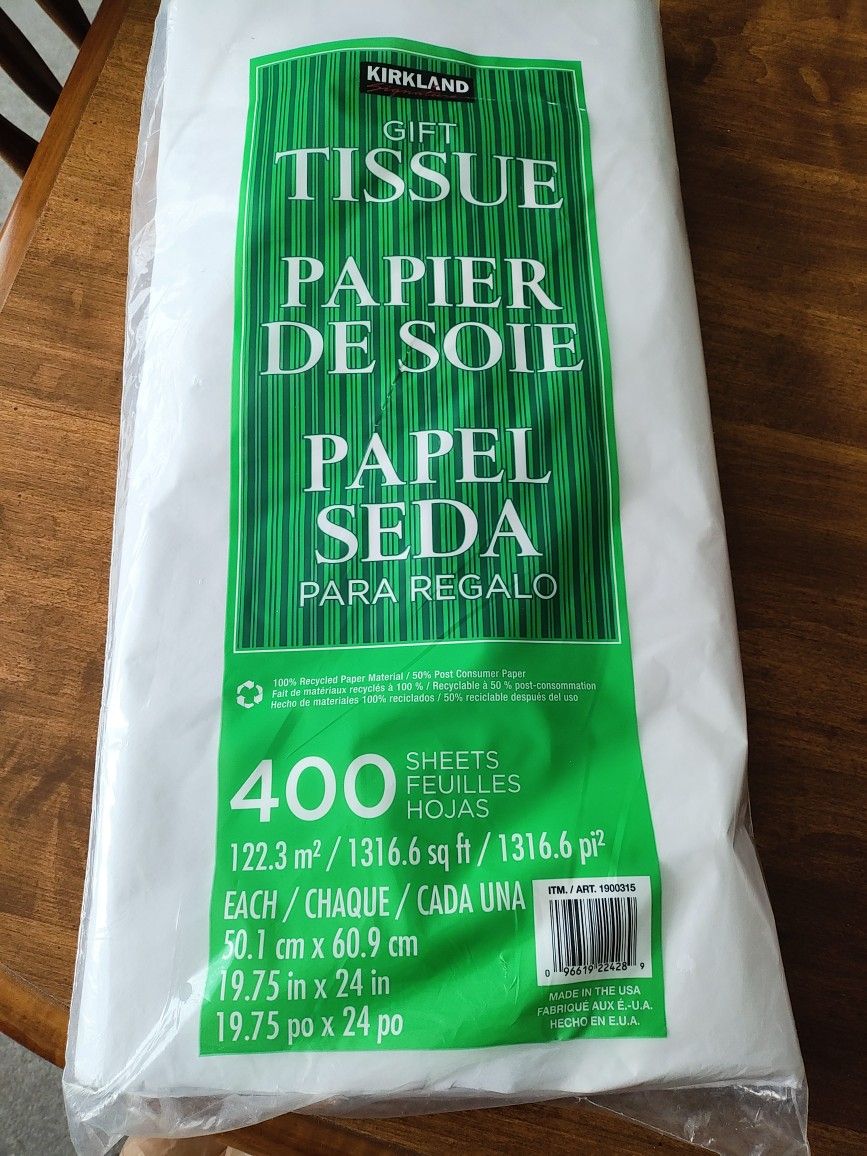 KIRKLAND
Signature
GIFT
TISSUE
PAPIER
DE SOIE
PAPEL
SEDA
PARA REGALO
100% Recycled Paper Material / 50% Post Consumer Paper
Fait de matériaux recyclés à 100 % / Recyclable à 50 % post-consommation
Hecho de materiales 100% reciclados / 50% reciclable después del uso
400 SHEETS
FEUILLES
HOJAS
122.3 m² / 1316.6 sq ft / 1316.6 pi²
EACH / CHAQUE / CADA UNA
50.1 cm x 60.9 cm
19.75 in x 24 in
19.75 po x 24 po
ITM. / ART. 1900315
0 96619 22428 9
MADE IN THE USA
FABRIQUÉ AUX É.-U.A.
HECHO EN E.U.A.